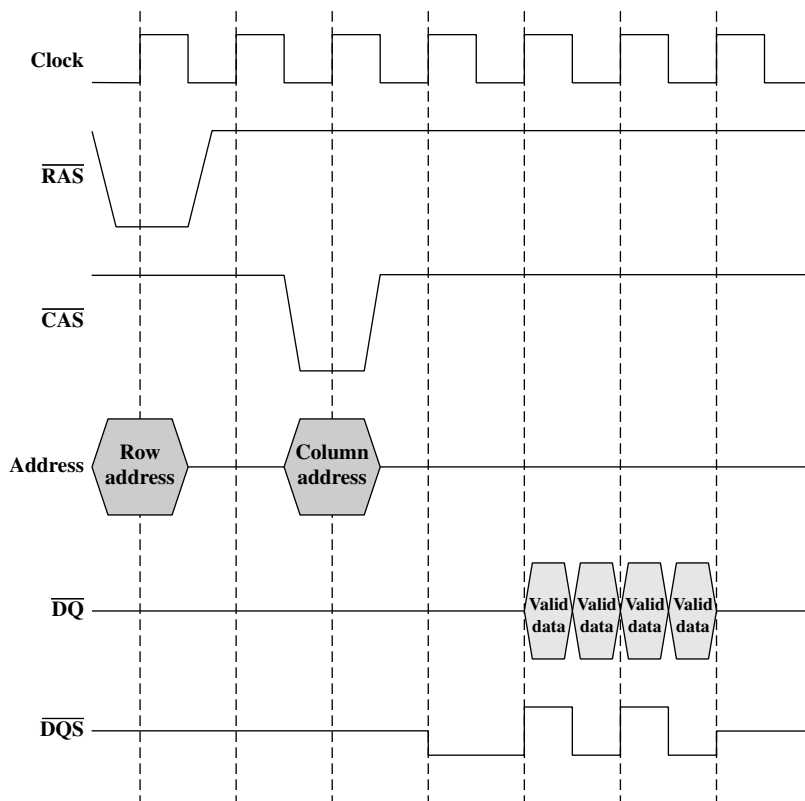 Clock
RAS
CAS
Address
Row
address
Column
address
DQ
Valid
data
Valid
data
Valid
data
Valid
data
DQS